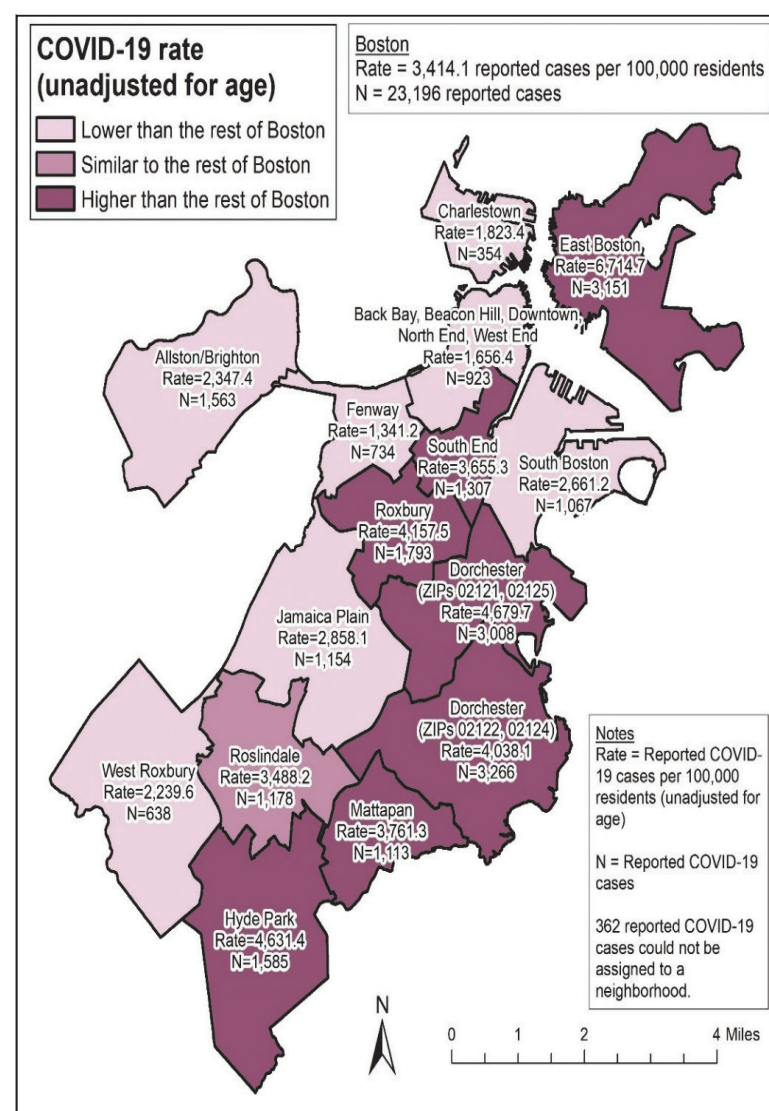 COVID-19 rate
(unadjusted for age)
Lower than the rest of Boston
Similar to the rest of Boston
Higher than the rest of Boston
Boston
Rate = 3,414.1 reported cases per 100,000 residents
N = 23,196 reported cases
Charlestown
Rate=1,823.4
N=354
East Boston
Rate=6,714.7
N=3,151
Back Bay, Beacon Hill, Downtown,
North End, West End
Rate=1,656.4
N=923
Allston/Brighton
Rate=2,347.4
N=1,563
Fenway
Rate=1,341.2
N=734
South End
Rate=3,655.3
N=1,307
South Boston
Rate=2,661.2
N=1,067
Roxbury
Rate=4,157.5
N=1,793
Dorchester
(ZIPs 02121, 02125)
Rate=4,679.7
N=3,008
Jamaica Plain
Rate=2,858.1
N=1,154
Dorchester
(ZIPs 02122, 02124)
Rate=4,038.1
N=3,266
West Roxbury
Rate=2,239.6
N=638
Roslindale
Rate=3,488.2
N=1,178
Mattapan
Rate=3,761.3
N=1,113
Hyde Park
Rate=4,631.4
N=1,585
Notes
Rate = Reported COVID-
19 cases per 100,000
residents (unadjusted for
age)
N = Reported COVID-19
cases
362 reported COVID-19
cases could not be
assigned to a
neighborhood.
N
0 1 2 4 Miles